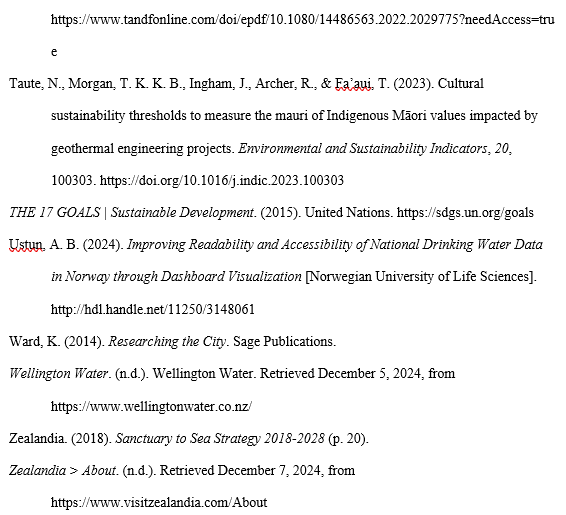 https://www.tandfonline.com/doi/epdf/10.1080/14486563.2022.2029775?needAccess=tru
e
Taute, N., Morgan, T. K. K. B., Ingham, J., Archer, R., & Fa’aui, T. (2023). Cultural
sustainability thresholds to measure the mauri of Indigenous Māori values impacted by
geothermal engineering projects. Environmental and Sustainability Indicators, 20,
100303. https://doi.org/10.1016/j.indic.2023.100303
THE 17 GOALS | Sustainable Development. (2015). United Nations. https://sdgs.un.org/goals
Ustun, A. B. (2024). Improving Readability and Accessibility of National Drinking Water Data
in Norway through Dashboard Visualization [Norwegian University of Life Sciences].
http://hdl.handle.net/11250/3148061
Ward, K. (2014). Researching the City. Sage Publications.
Wellington Water. (n.d.). Wellington Water. Retrieved December 5, 2024, from
https://www.wellingtonwater.co.nz/
Zealandia. (2018). Sanctuary to Sea Strategy 2018-2028 (p. 20).
Zealandia > About. (n.d.). Retrieved December 7, 2024, from
https://www.visitzealandia.com/About